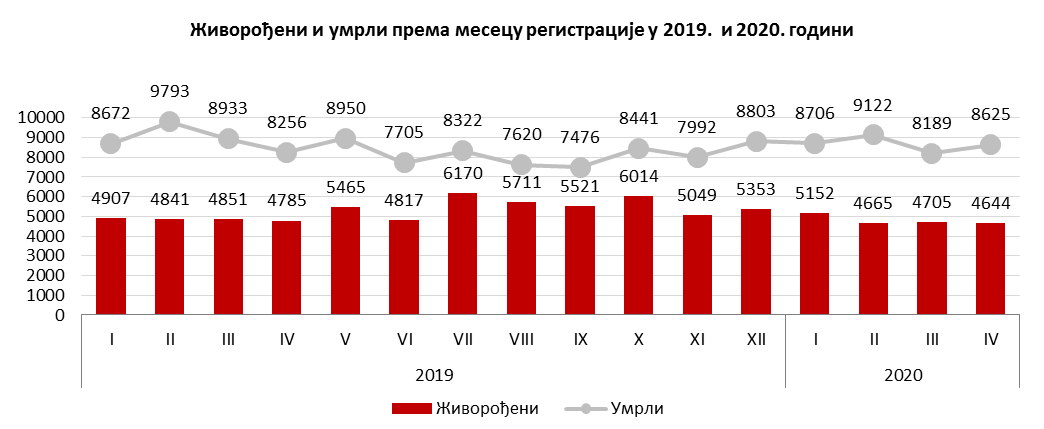 Живорођени и умрли према месецу регистрације у 2019. и 2020. години
8672 9793 8933 8256 8950 7705 8322 7620 7476 8441 7992 8803 8706 9122 8189 8625
4907 4841 4851 4785 5465 4817 6170 5711 5521 6014 5049 5353 5152 4665 4705 4644
10000
9000
8000
7000
6000
5000
4000
3000
2000
1000
0
I II III IV V VI VII VIII IX X XI XII I II III IV
2019 2020
Живорођени Умрли